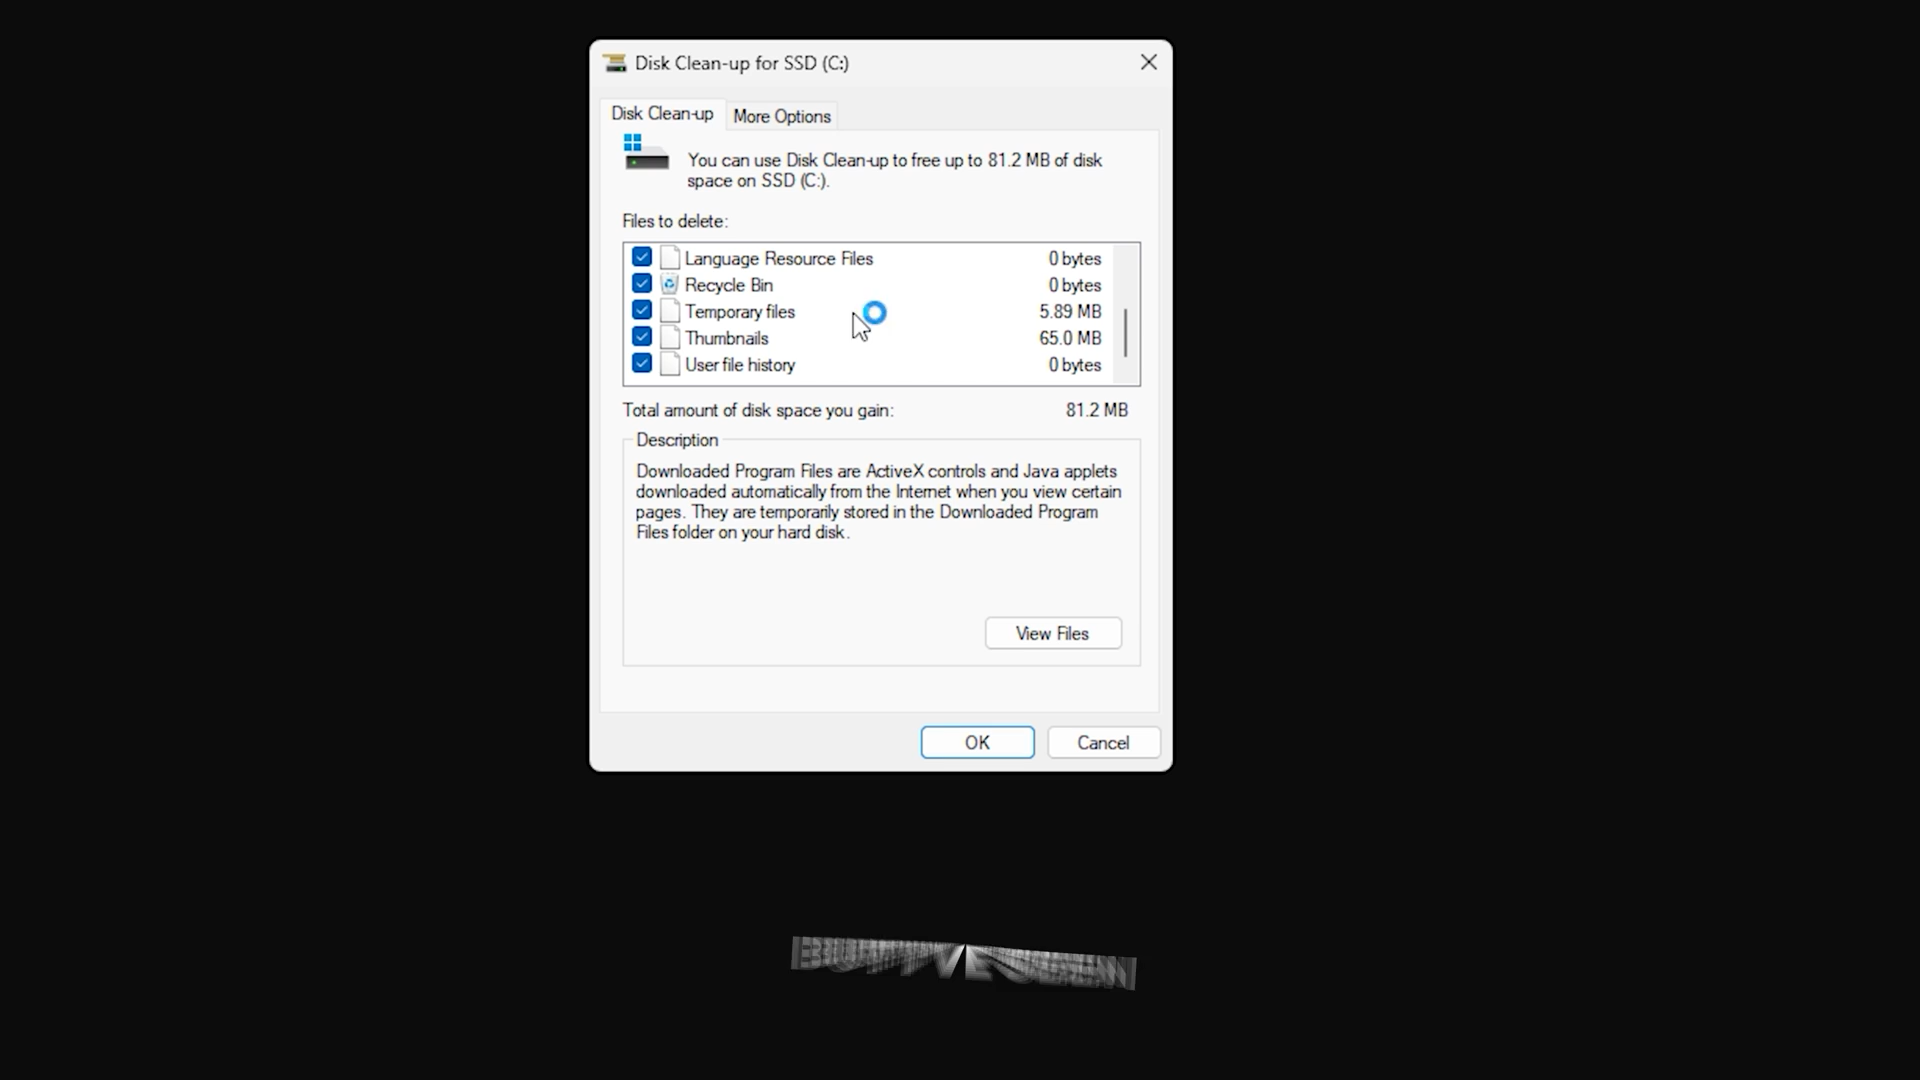 Disk Clean-up for SSD (C:)
Disk Clean-up
More Options
You can use Disk Clean-up to free up to 81.2 MB of disk
space on SSD (C:).
Files to delete:
Language Resource Files 0 bytes
Recycle Bin 0 bytes
Temporary files 5.89 MB
Thumbnails 65.0 MB
User file history 0 bytes
Total amount of disk space you gain: 81.2 MB
Description
Downloaded Program Files are ActiveX controls and Java applets
downloaded automatically from the Internet when you view certain
pages. They are temporarily stored in the Downloaded Program
Files folder on your hard disk.
View Files
OK
Cancel